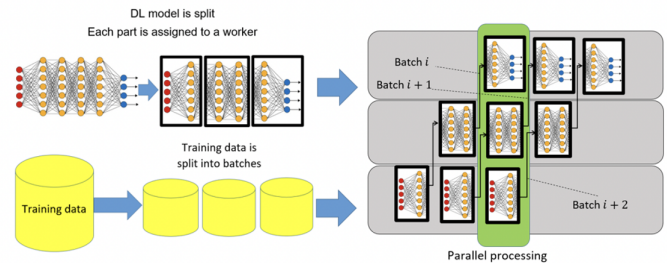 DL model is split
Each part is assigned to a worker
Training data is
split into batches
Training data
Batch i
Batch i + 1
Batch i + 2
Parallel processing